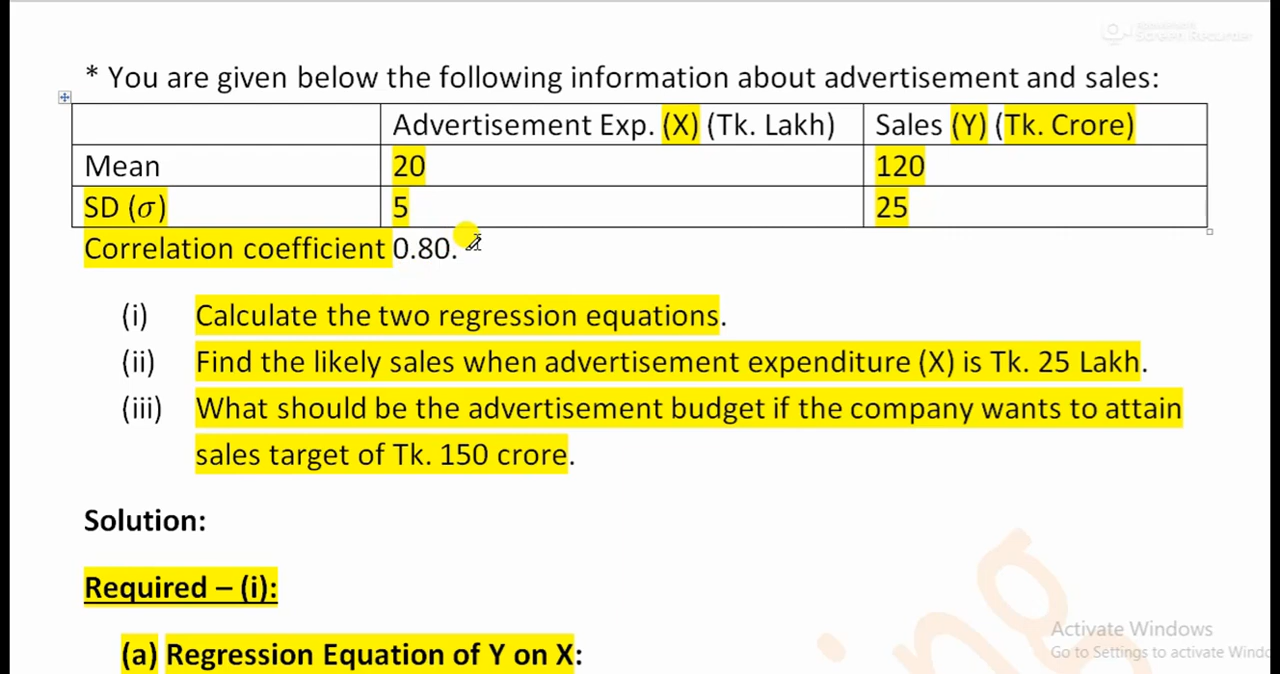 Screen Recorder
* You are given below the following information about advertisement and sales:
Advertisement Exp. (X) (Tk. Lakh) Sales (Y) (Tk. Crore)
Mean 20 120
SD (σ) 5 25
Correlation coefficient 0.80.
(i) Calculate the two regression equations.
(ii) Find the likely sales when advertisement expenditure (X) is Tk. 25 Lakh.
(iii) What should be the advertisement budget if the company wants to attain
sales target of Tk. 150 crore.
Solution:
Required – (i):
ng
Activate Windows
Go to Settings to activate Wind
(a) Regression Equation of Y on X: